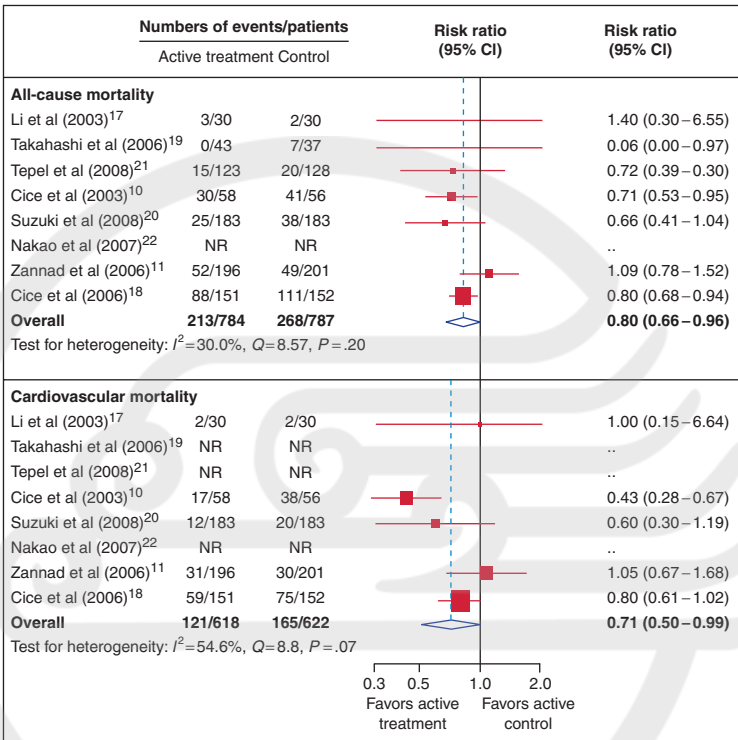 Numbers of events/patients Risk ratio (95% CI) Risk ratio (95% CI)
Active treatment Control
All-cause mortality
Li et al (2003)17 3/30 2/30 1.40 (0.30–6.55)
Takahashi et al (2006)19 0/43 7/37 0.06 (0.00–0.97)
Tepel et al (2008)21 15/123 20/128 0.72 (0.39–0.30)
Cice et al (2003)10 30/58 41/56 0.71 (0.53–0.95)
Suzuki et al (2008)20 25/183 38/183 0.66 (0.41–1.04)
Nakao et al (2007)22 NR NR ..
Zannad et al (2006)11 52/196 49/201 1.09 (0.78–1.52)
Cice et al (2006)18 88/151 111/152 0.80 (0.68–0.94)
Overall 213/784 268/787 0.80 (0.66–0.96)
Test for heterogeneity: I2=30.0%, Q=8.57, P=.20
Cardiovascular mortality
Li et al (2003)17 2/30 2/30 1.00 (0.15–6.64)
Takahashi et al (2006)19 NR NR ..
Tepel et al (2008)21 NR NR
Cice et al (2003)10 17/58 38/56 0.43 (0.28–0.67)
Suzuki et al (2008)20 12/183 20/183 0.60 (0.30–1.19)
Nakao et al (2007)22 NR NR ..
Zannad et al (2006)11 31/196 30/201 1.05 (0.67–1.68)
Cice et al (2006)18 59/151 75/152 0.80 (0.61–1.02)
Overall 121/618 165/622 0.71 (0.50–0.99)
Test for heterogeneity: I2=54.6%, Q=8.8, P=.07
0.3 0.5 1.0 2.0
Favors active treatment Favors active control